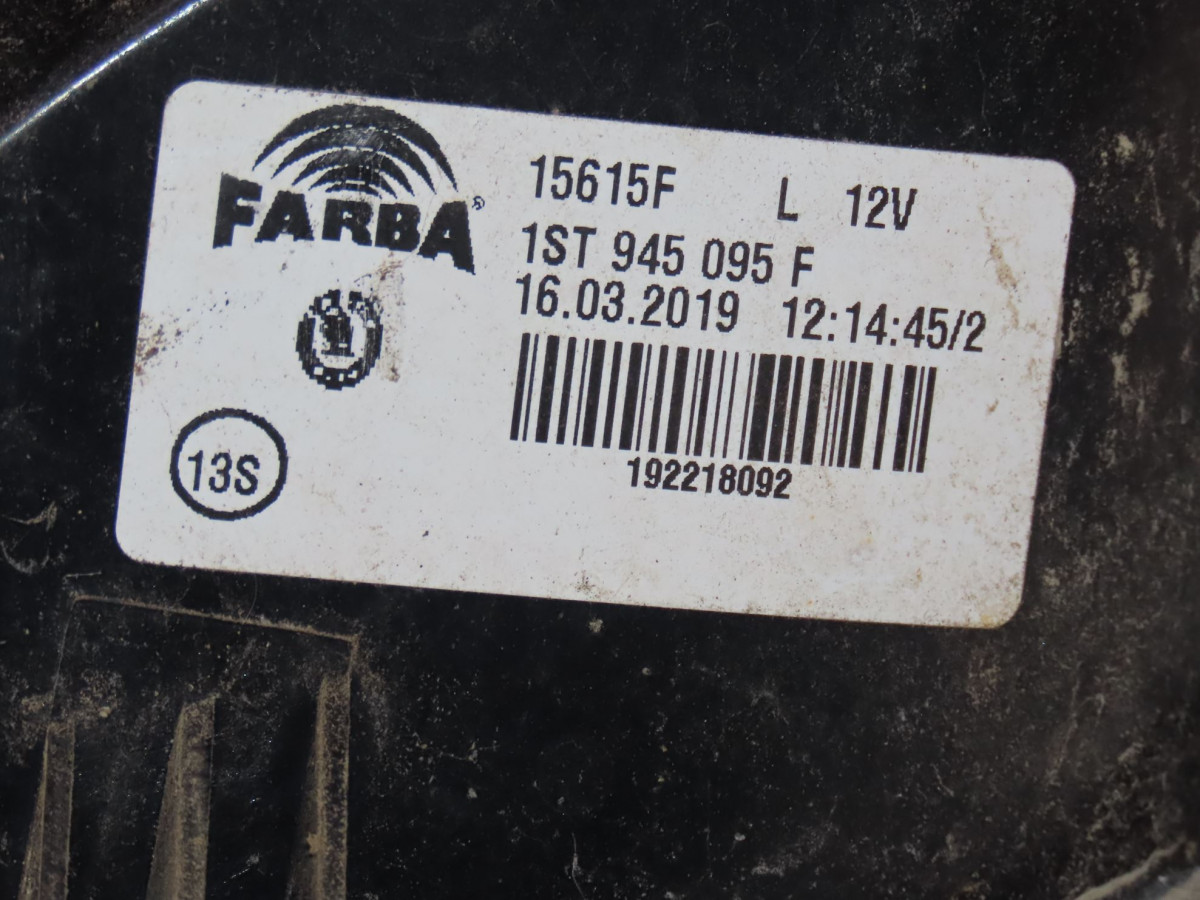 FARBA®
15615F L 12V
1ST 945 095 F
16.03.2019 12:14:45/2
192218092
13S